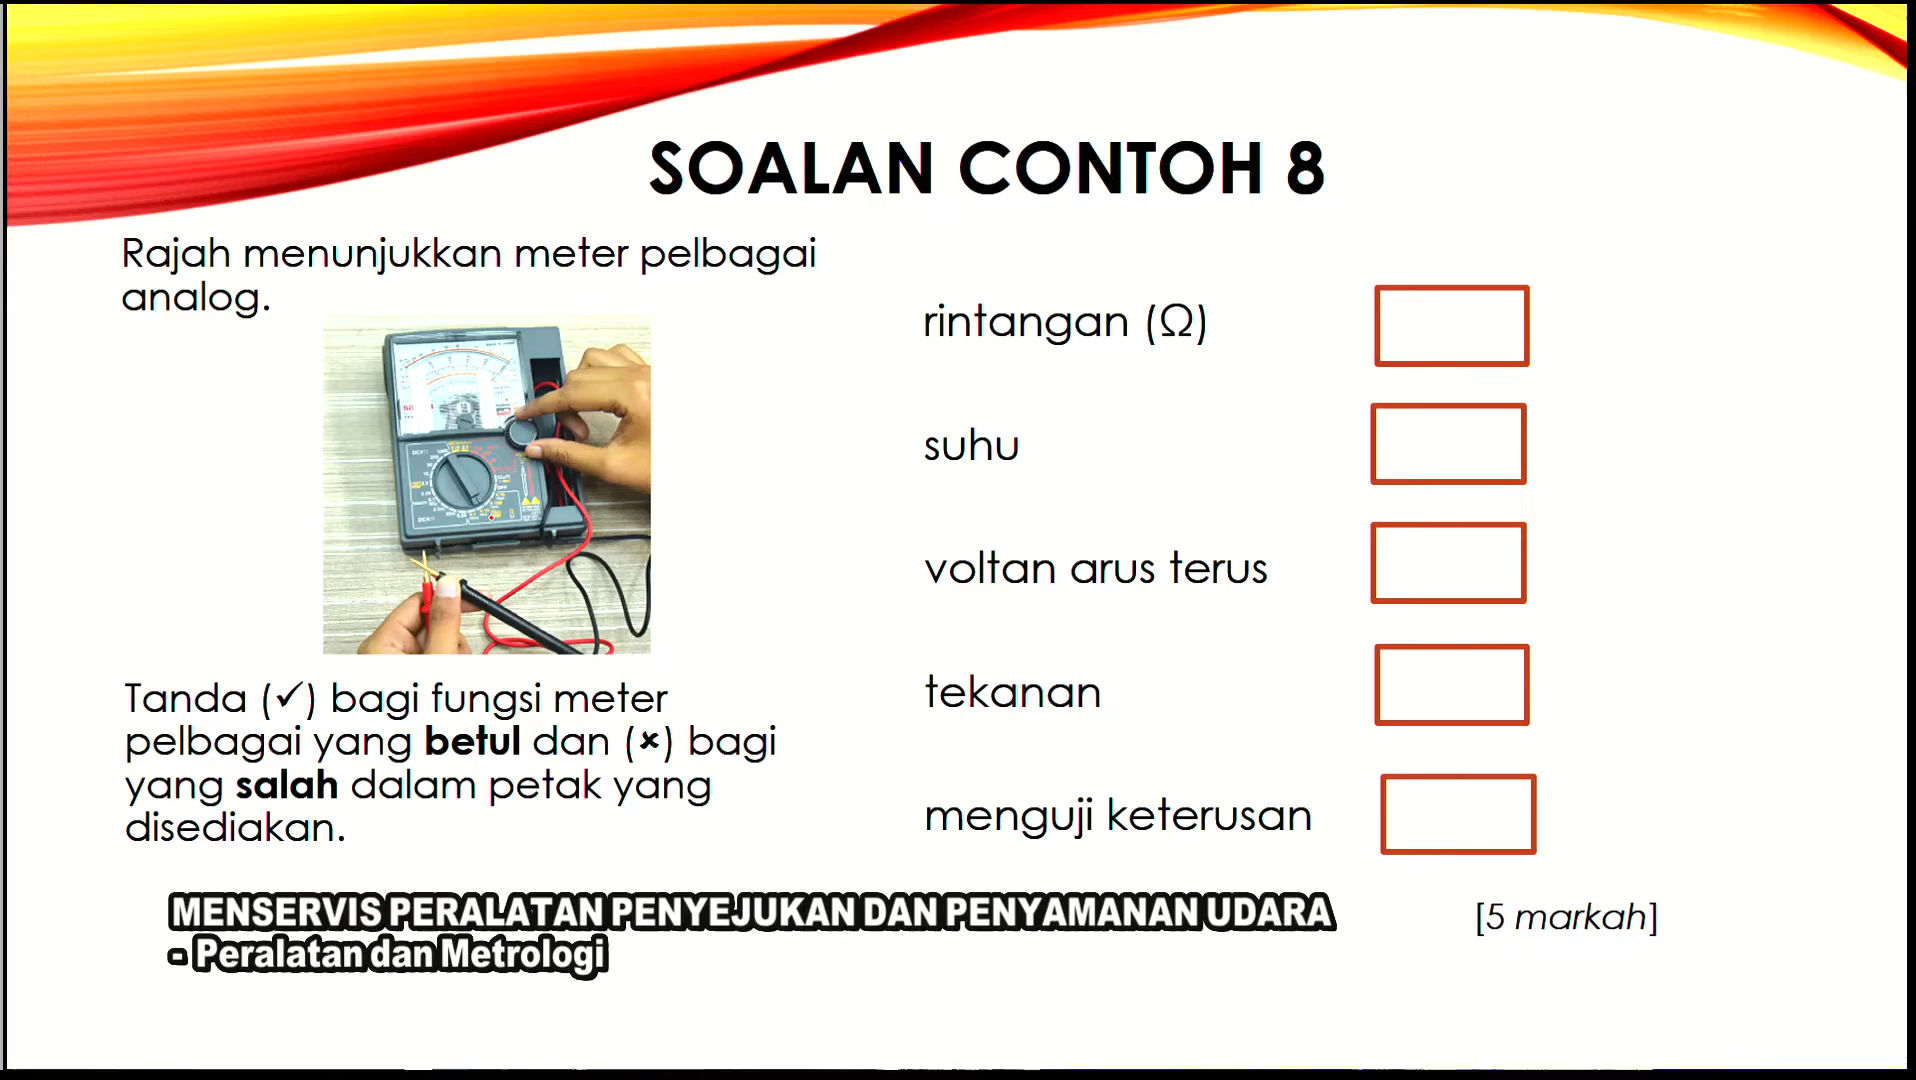 SOALAN CONTOH 8
Rajah menunjukkan meter pelbagai
analog.
Tanda (✓) bagi fungsi meter
pelbagai yang betul dan (×) bagi
yang salah dalam petak yang
disediakan.
rintangan (Ω)
suhu
voltan arus terus
tekanan
menguji keterusan
[5 markah]
MENSERVIS PERALATAN PENYEJUKAN DAN PENYAMANAN UDARA
- Peralatan dan Metrologi